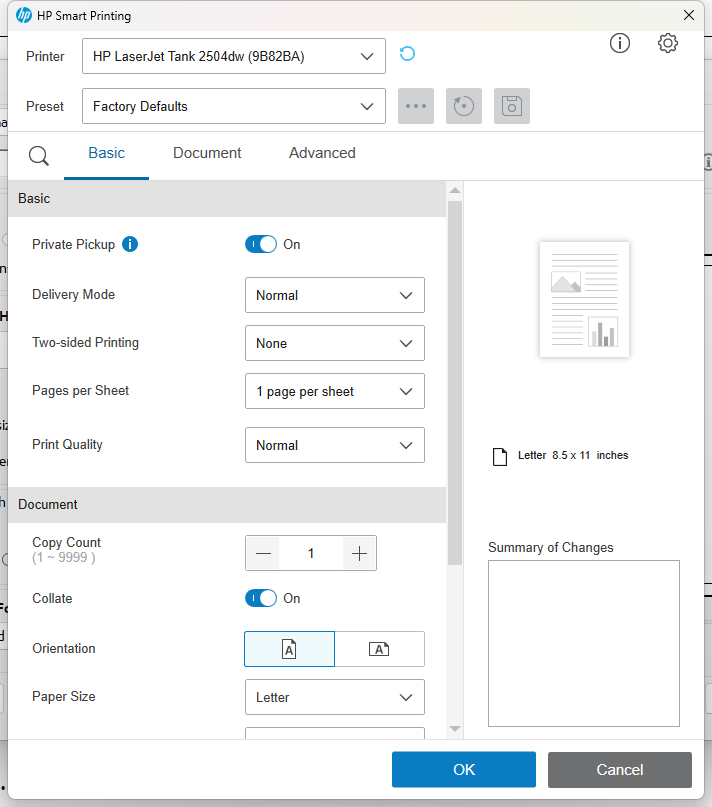 HP Smart Printing
Printer
HP LaserJet Tank 2504dw (9B82BA)
Preset
Factory Defaults
Basic Document Advanced
Basic
Private Pickup
On
Delivery Mode
Normal
Two-sided Printing
None
Pages per Sheet
1 page per sheet
Print Quality
Normal
Document
Copy Count
(1 ~ 9999 )
1
Collate
On
Orientation
A A
Paper Size
Letter
Letter 8.5 x 11 inches
Summary of Changes
OK Cancel